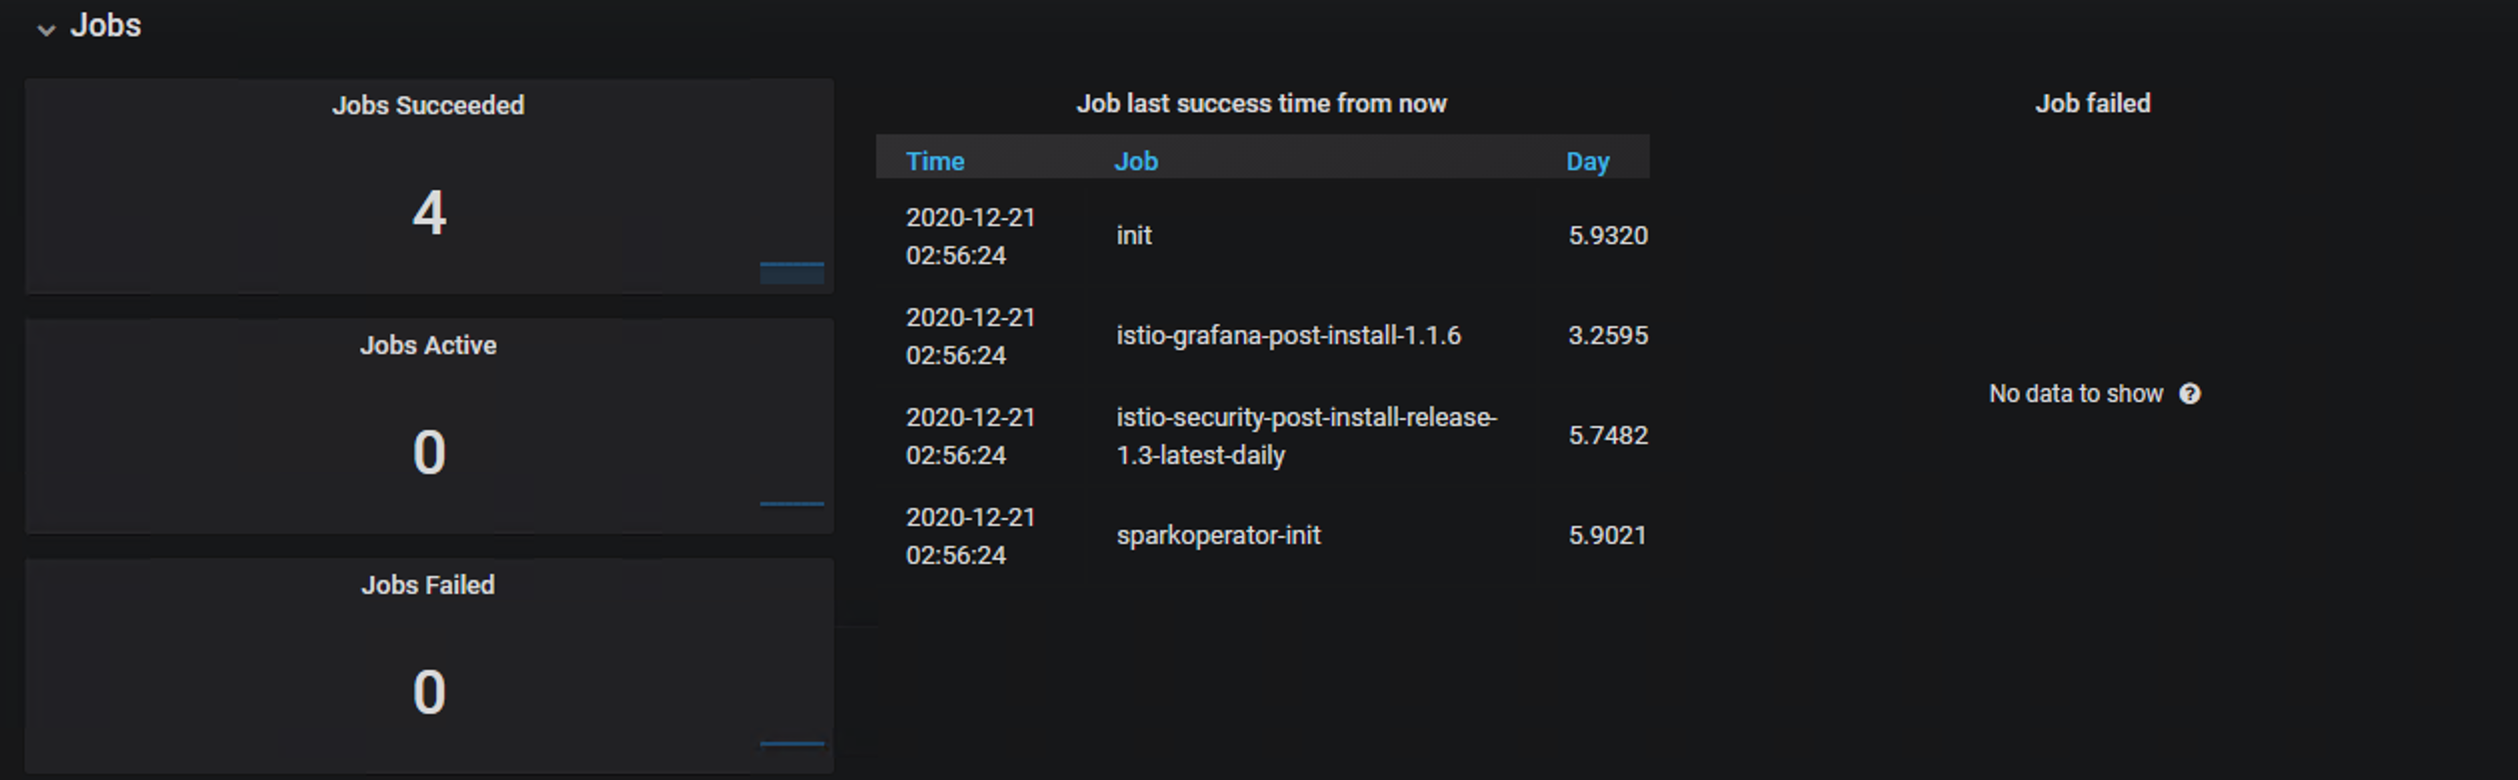 Jobs
Jobs Succeeded
4
Jobs Active
0
Jobs Failed
0
Job last success time from now
Time Job Day
2020-12-21
02:56:24
init
5.9320
2020-12-21
02:56:24
istio-grafana-post-install-1.1.6
3.2595
2020-12-21
02:56:24
istio-security-post-install-release-
1.3-latest-daily
5.7482
2020-12-21
02:56:24
sparkoperator-init
5.9021
Job failed
No data to show ?